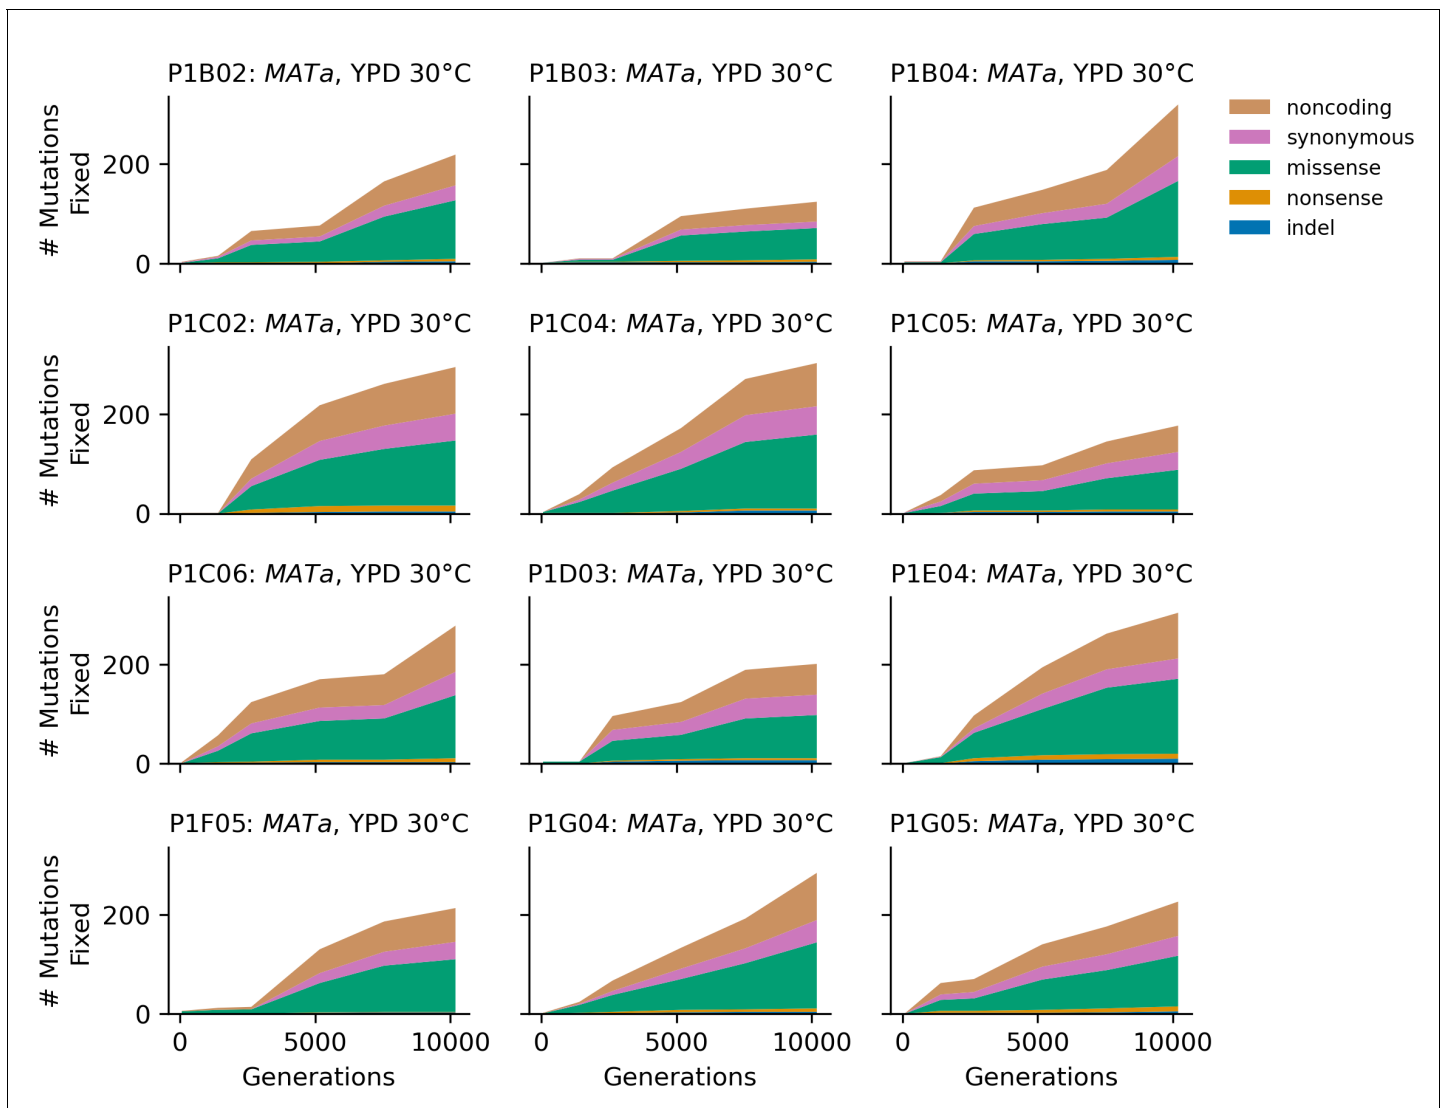 P1B02: MATa, YPD 30°C
P1B03: MATa, YPD 30°C
P1B04: MATa, YPD 30°C
# Mutations
Fixed
200
0
noncoding
synonymous
missense
nonsense
indel
P1C02: MATa, YPD 30°C
P1C04: MATa, YPD 30°C
P1C05: MATa, YPD 30°C
# Mutations
Fixed
200
0
P1C06: MATa, YPD 30°C
P1D03: MATa, YPD 30°C
P1E04: MATa, YPD 30°C
# Mutations
Fixed
200
0
P1F05: MATa, YPD 30°C
P1G04: MATa, YPD 30°C
P1G05: MATa, YPD 30°C
# Mutations
Fixed
200
0
0 5000 10000
0 5000 10000
0 5000 10000
Generations
Generations
Generations